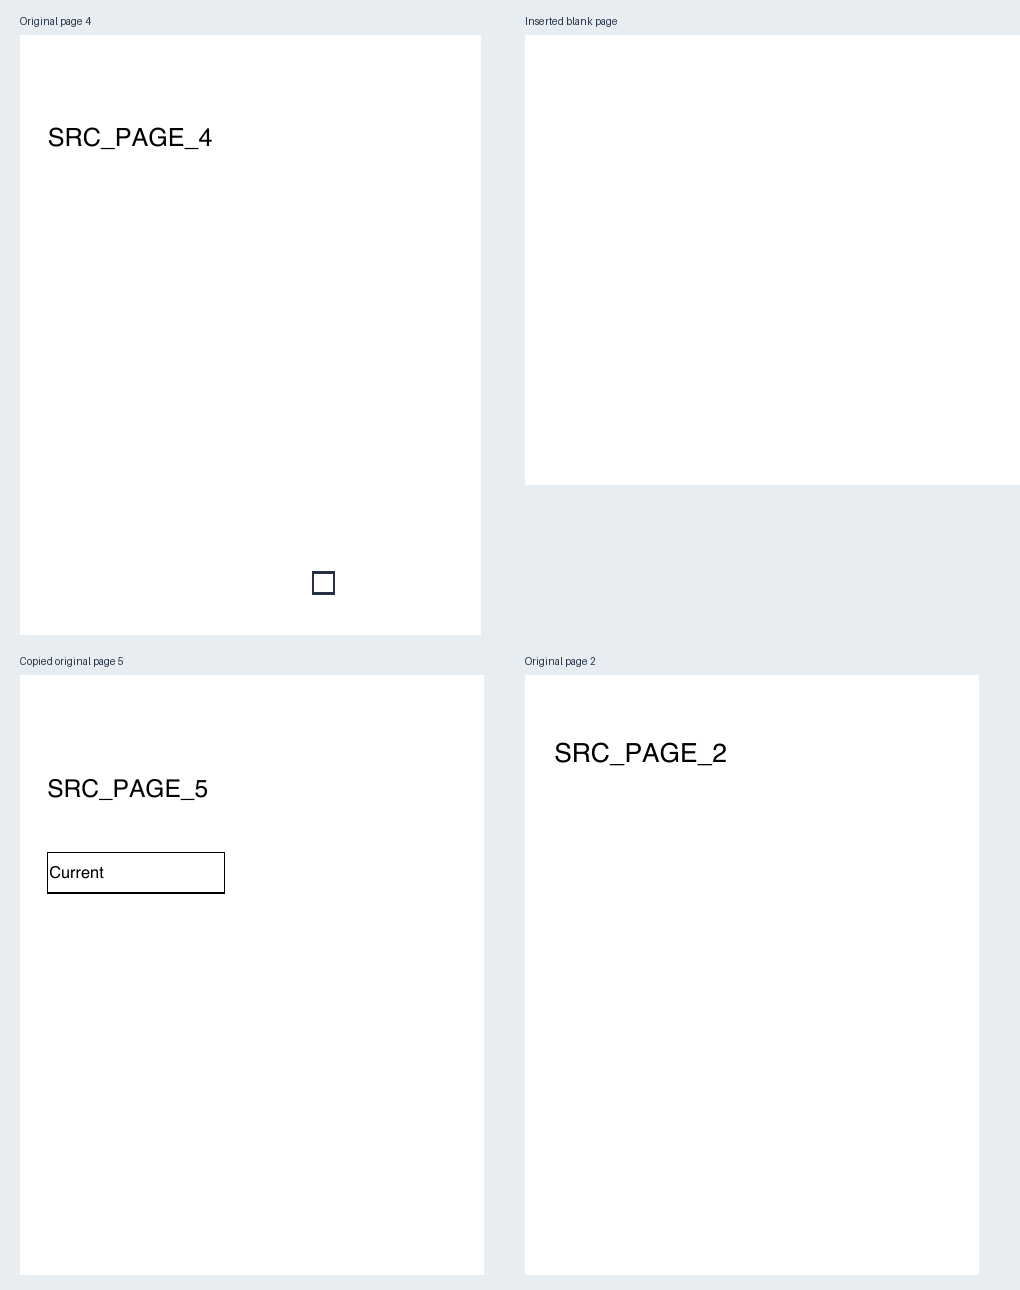 Original page 4
Inserted blank page
SRC_PAGE_4
Copied original page 5
Original page 2
SRC_PAGE_2
SRC_PAGE_5
Current